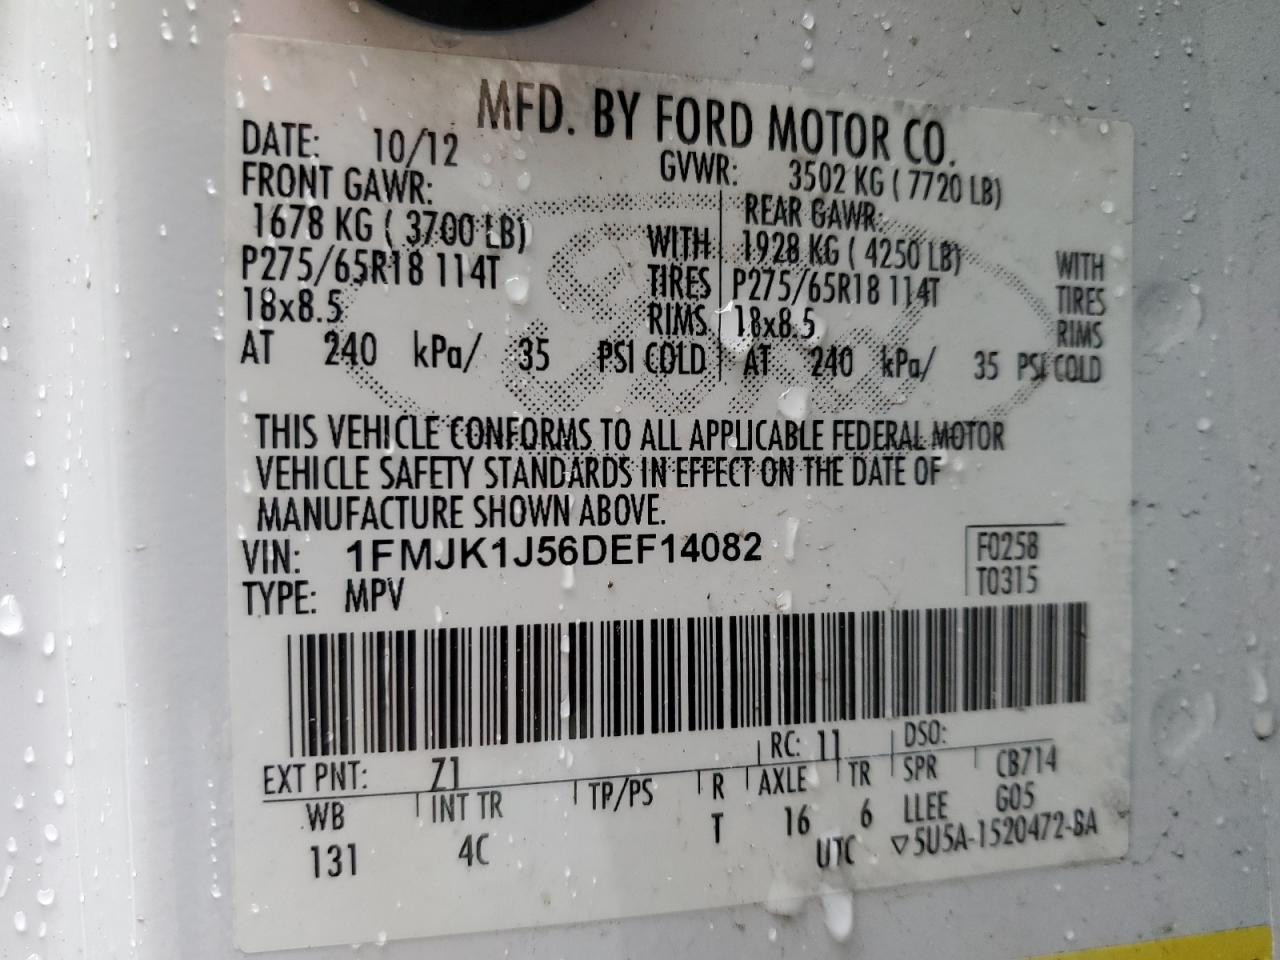 MFD. BY FORD MOTOR CO.
DATE: 10/12 GVWR: 3502 KG ( 7720 LB)
FRONT GAWR: REAR GAWR:
1678 KG ( 3700 LB) WITH 1928 KG ( 4250 LB) WITH
P275/65R18 114T TIRES P275/65R18 114T TIRES
18x8.5 RIMS 18x8.5 RIMS
AT 240 kPa/ 35 PSI COLD AT 240 kPa/ 35 PSI COLD
THIS VEHICLE CONFORMS TO ALL APPLICABLE FEDERAL MOTOR
VEHICLE SAFETY STANDARDS IN EFFECT ON THE DATE OF
MANUFACTURE SHOWN ABOVE.
VIN: 1FMJK1J56DEF14082 F0258
TYPE: MPV T0315
EXT PNT: Z1 RC: 11 DSO:
WB INT TR TP/PS R AXLE TR SPR CB714
131 4C T 16 6 LLEE G05
UTC ▽5U5A-1520472-BA